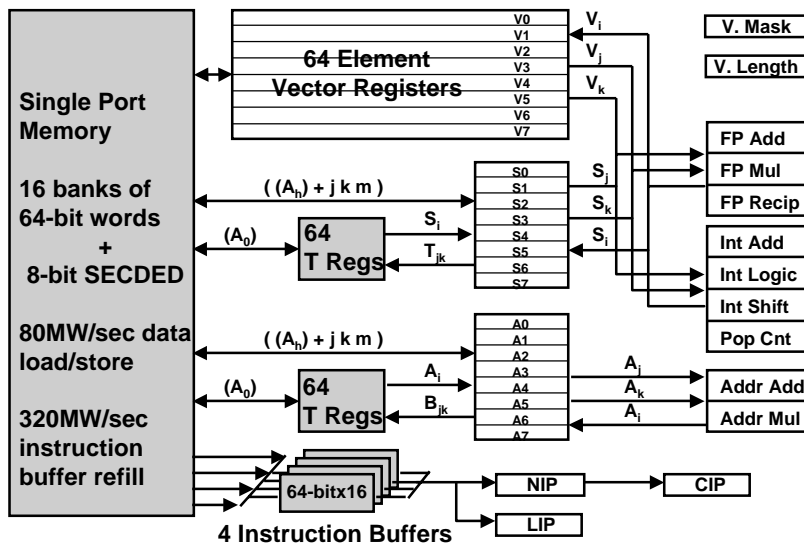 Single Port
Memory
16 banks of
64-bit words
+
8-bit SECDED
80MW/sec data
load/store
320MW/sec
instruction
buffer refill
64 Element
Vector Registers
V0
V1
V2
V3
V4
V5
V6
V7
Vi
Vj
Vk
V. Mask
V. Length
( (Ah) + j k m )
(A0)
64
T Regs
Si
Tjk
S0
S1
S2
S3
S4
S5
S6
S7
Sj
Sk
Si
FP Add
FP Mul
FP Recip
Int Add
Int Logic
Int Shift
Pop Cnt
( (Ah) + j k m )
(A0)
64
T Regs
Ai
Bjk
A0
A1
A2
A3
A4
A5
A6
A7
Aj
Ak
Ai
Addr Add
Addr Mul
64-bitx16
4 Instruction Buffers
NIP
CIP
LIP